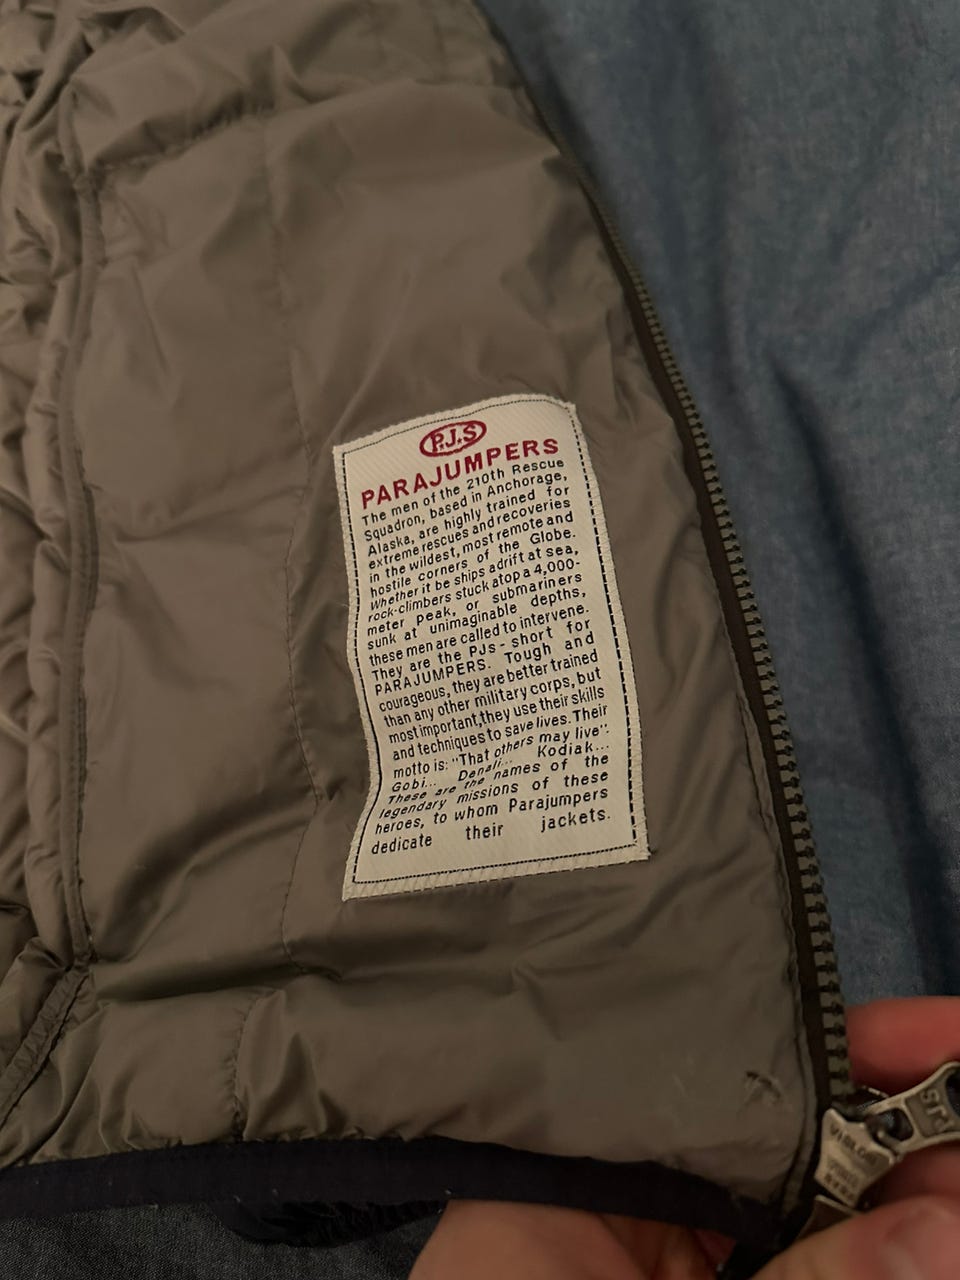 P.J.S
PARAJUMPERS
The men of the 210th Rescue
Squadron, based in Anchorage,
Alaska, are highly trained for
extreme rescues and recoveries
in the wildest, most remote and
hostile corners of the Globe.
Whether it be ships adrift at sea,
rock-climbers stuck atop a 4,000-
meter peak, or submariners
sunk at unimaginable depths,
these men are called to intervene.
They are the PJs - short for
PARAJUMPERS. Tough and
courageous, they are better trained
than any other military corps, but
most important,they use their skills
and techniques to save lives. Their
motto is: "That others may live".
Gobi... Denali... Kodiak...
These are the names of the
legendary missions of these
heroes, to whom Parajumpers
dedicate their jackets.
PJS